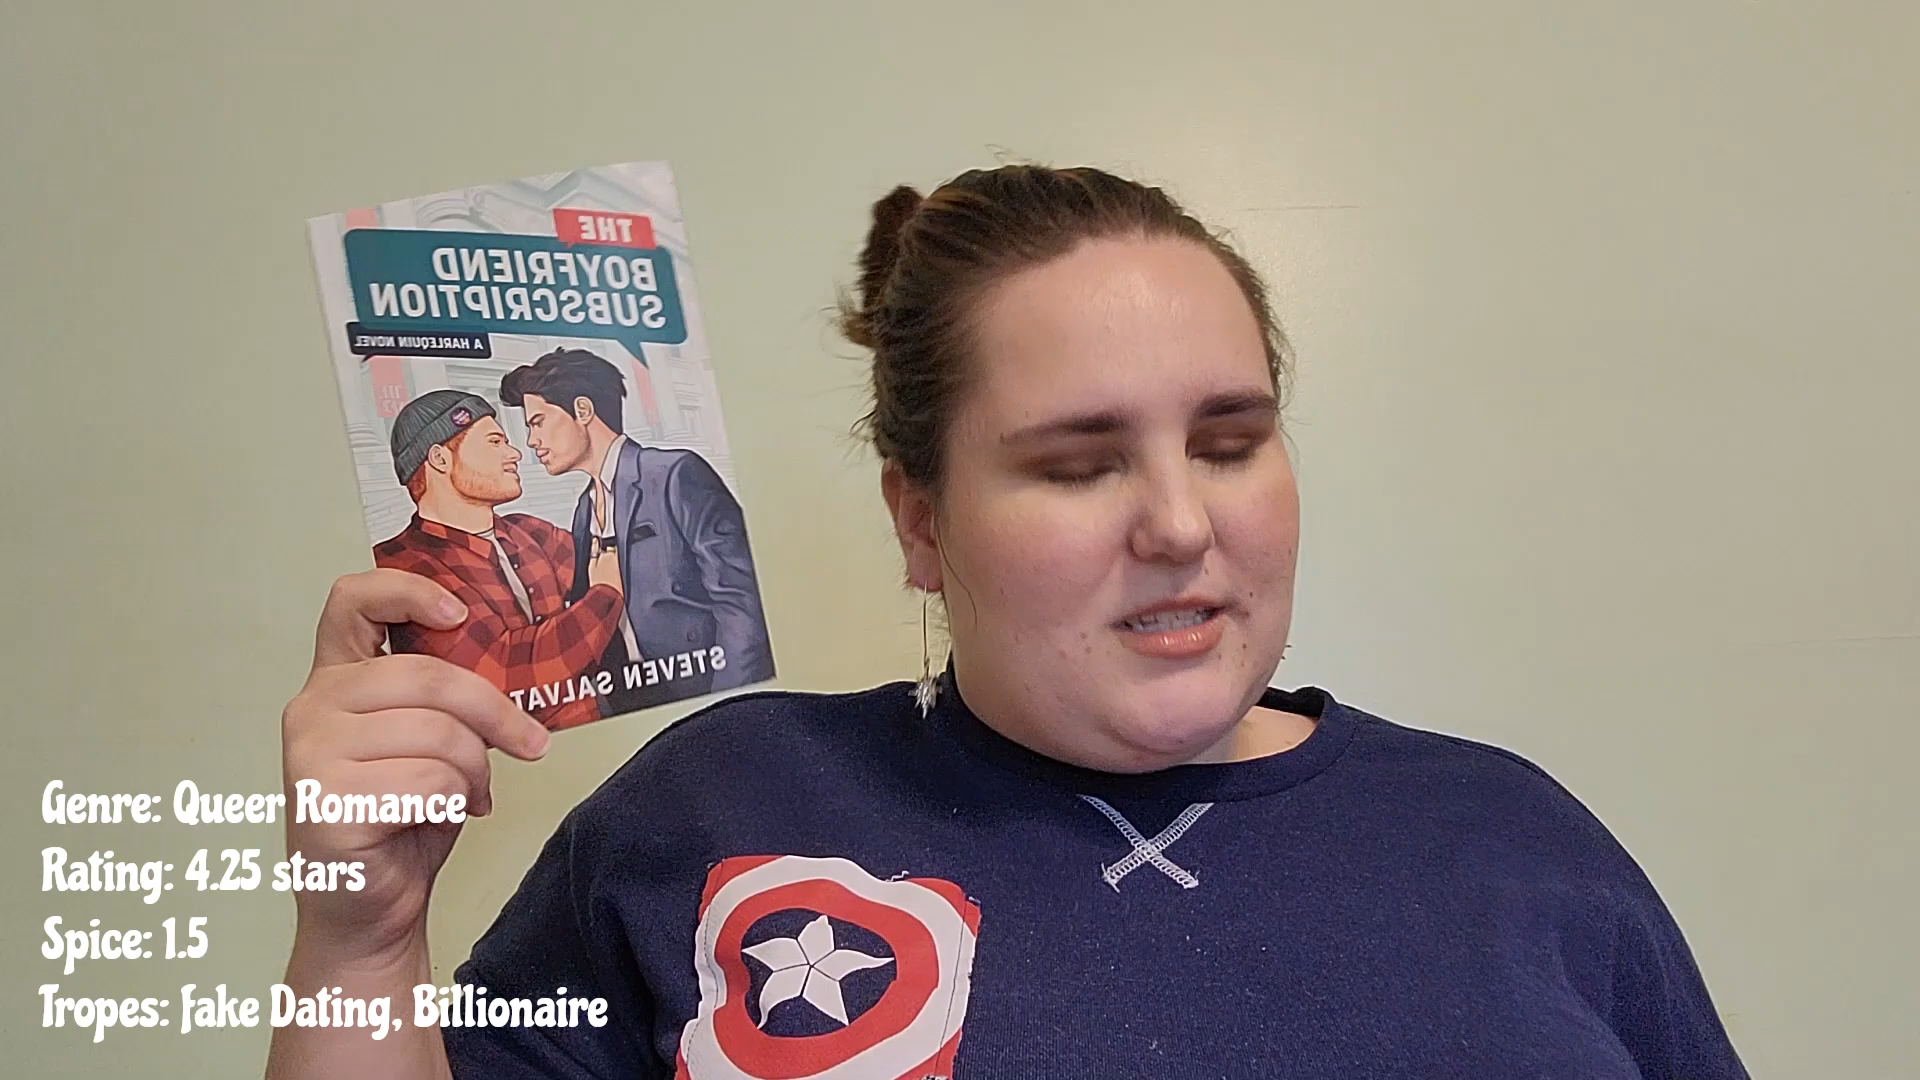 THE
BOYFRIEND
SUBSCRIPTION
A HARLEQUIN NOVEL
STEVEN SALVAT
Genre: Queer Romance
Rating: 4.25 stars
Spice: 1.5
Tropes: Fake Dating, Billionaire